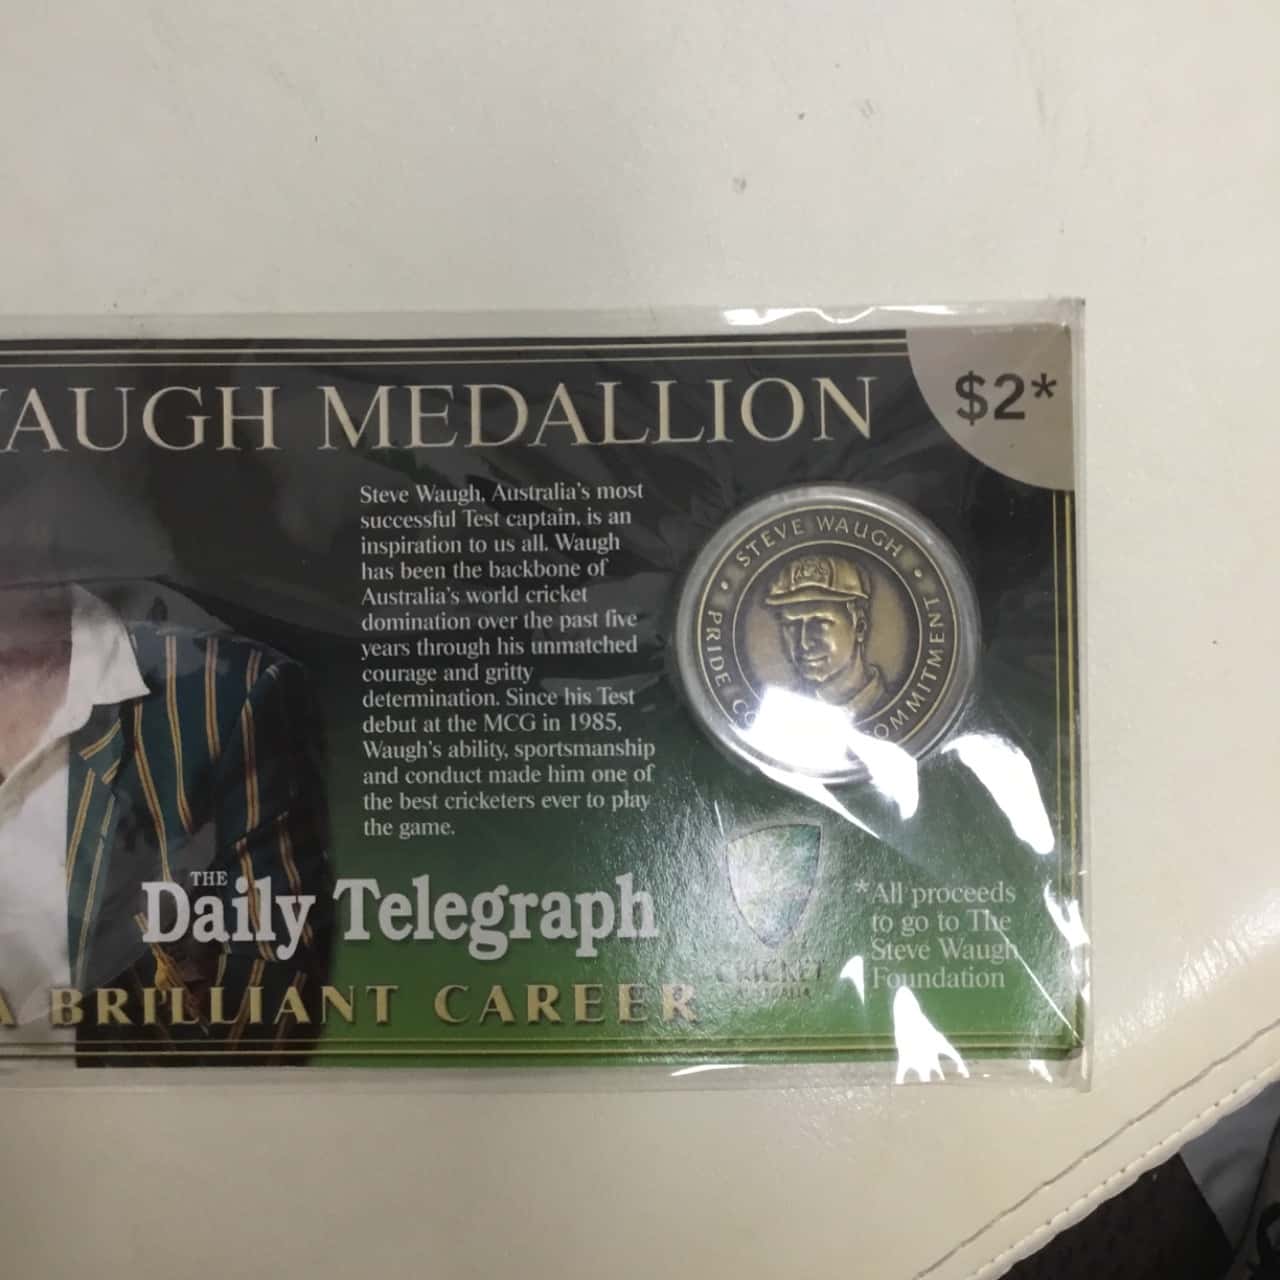 AUGH MEDALLION
$2*
Steve Waugh, Australia's most
successful Test captain, is an
inspiration to us all. Waugh
has been the backbone of
Australia's world cricket
domination over the past five
years through his unmatched
courage and gritty
determination. Since his Test
debut at the MCG in 1985,
Waugh's ability, sportsmanship
and conduct made him one of
the best cricketers ever to play
the game.
• STEVE WAUGH •
PRIDE CO OMMITMENT
THE
Daily Telegraph
A BRILLIANT CAREER
CRICKET
AUSTRALIA
*All proceeds
to go to The
Steve Waugh
Foundation